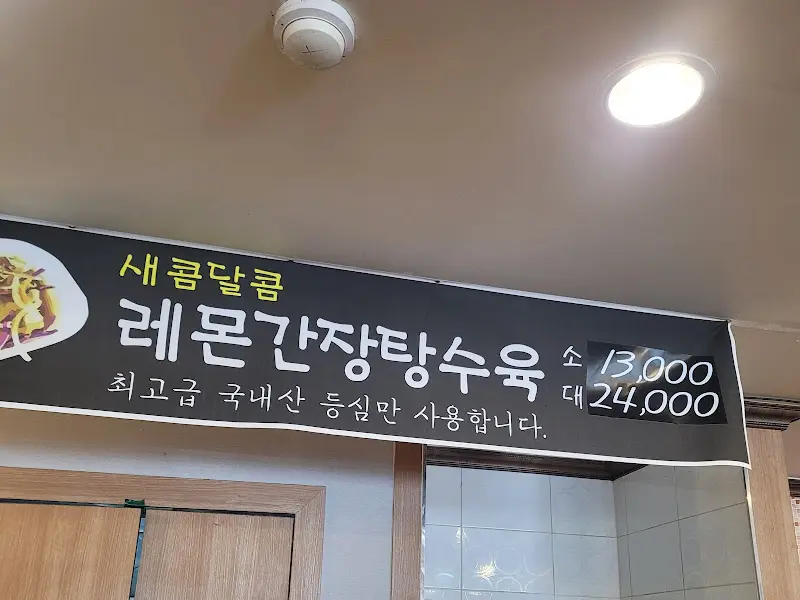 새콤달콤
레몬간장탕수육
소 13,000
대 24,000
최고급 국내산 등심만 사용합니다.